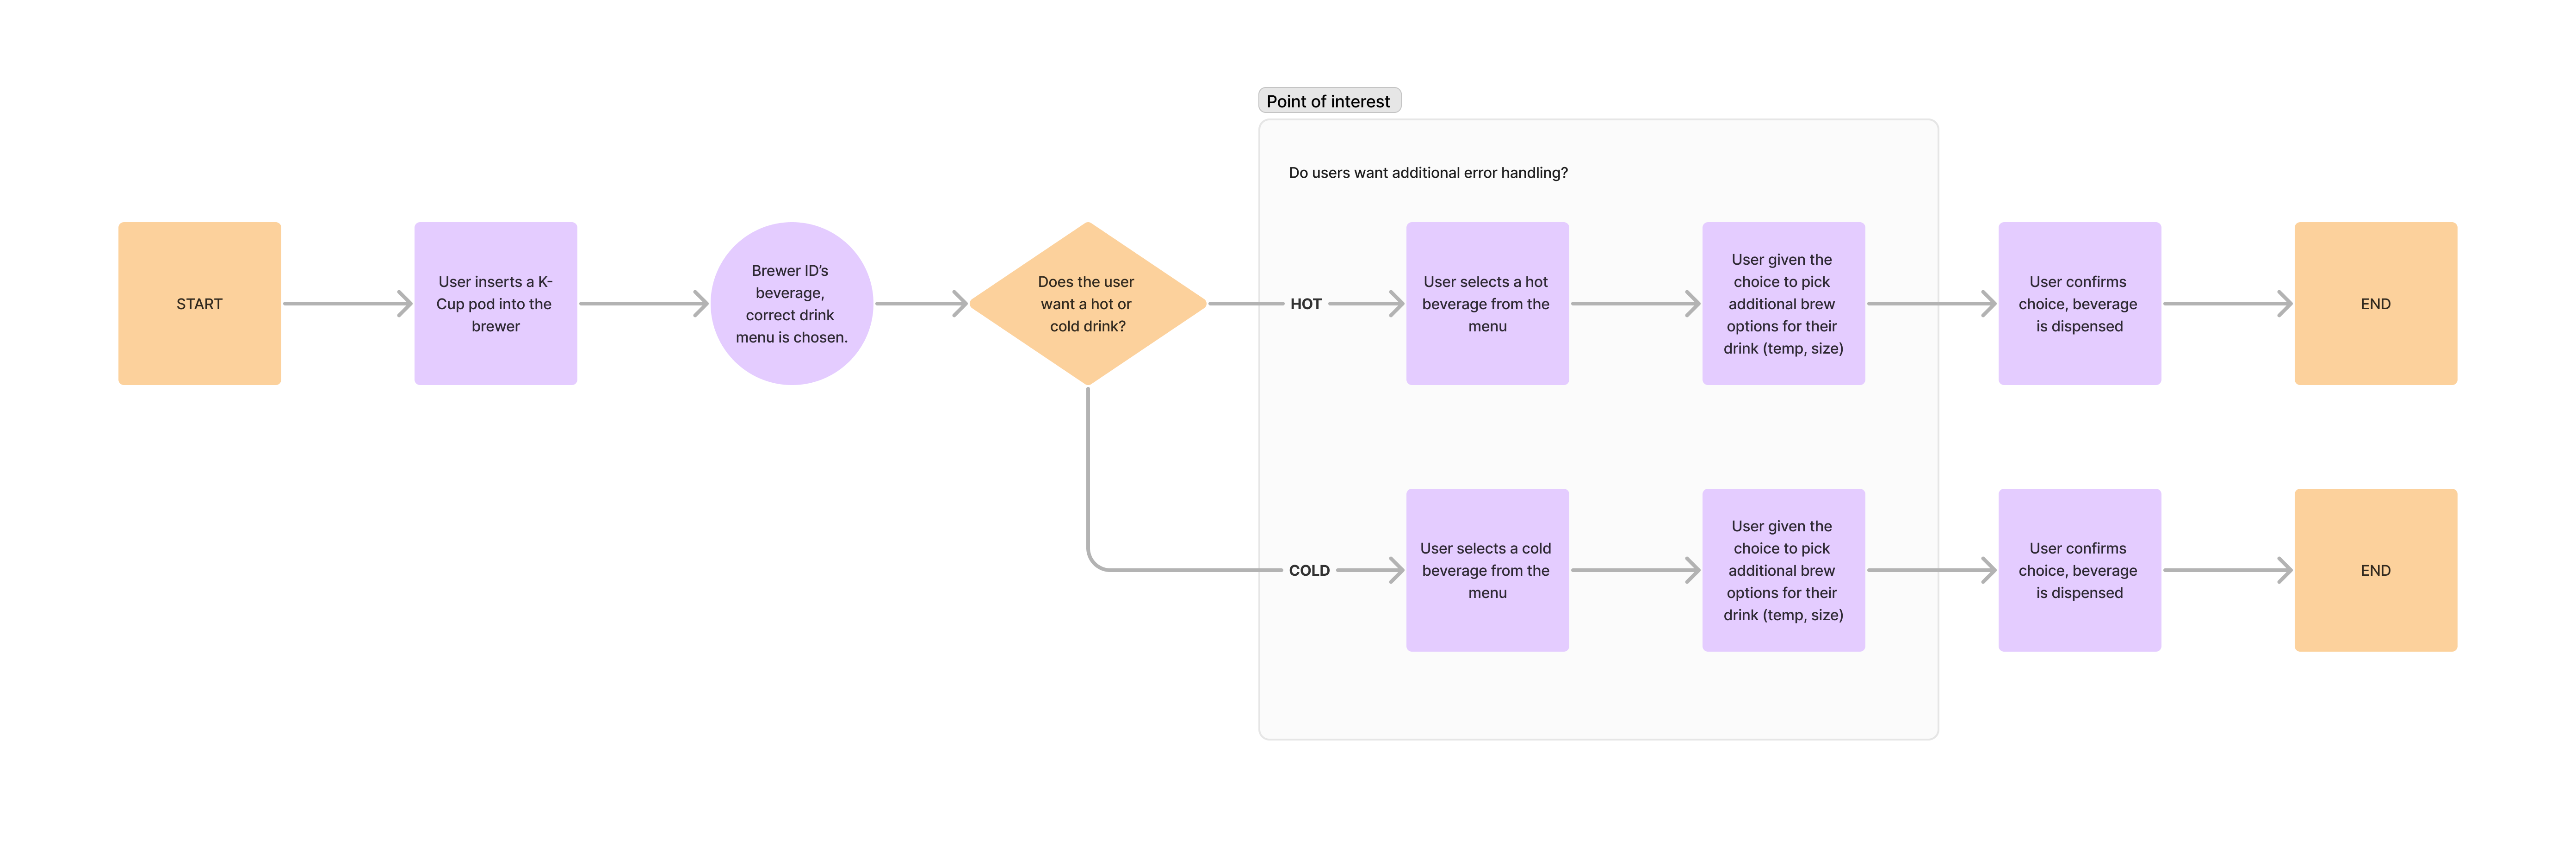 Point of interest
Do users want additional error handling?
START
User inserts a K-
Cup pod into the
brewer
Brewer ID’s
beverage,
correct drink
menu is chosen.
Does the user
want a hot or
cold drink?
HOT
User selects a hot
beverage from the
menu
User given the
choice to pick
additional brew
options for their
drink (temp, size)
User confirms
choice, beverage
is dispensed
END
COLD
User selects a cold
beverage from the
menu
User given the
choice to pick
additional brew
options for their
drink (temp, size)
User confirms
choice, beverage
is dispensed
END